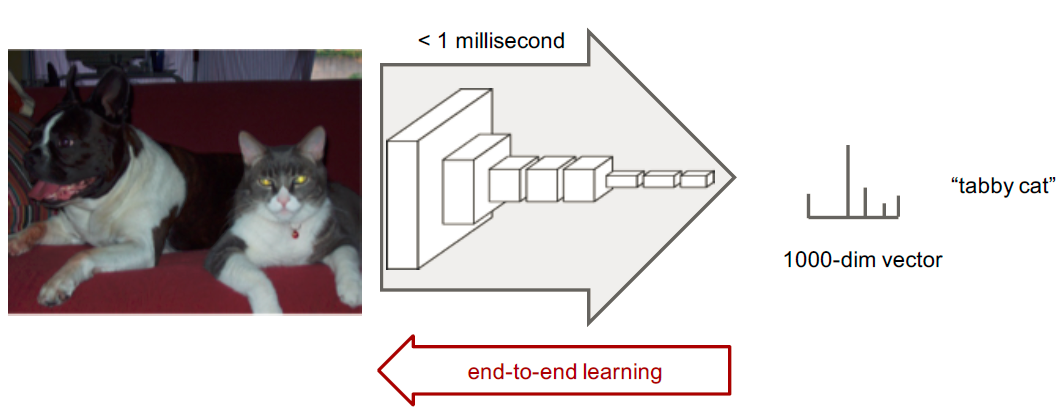 < 1 millisecond
“tabby cat”
1000-dim vector
end-to-end learning